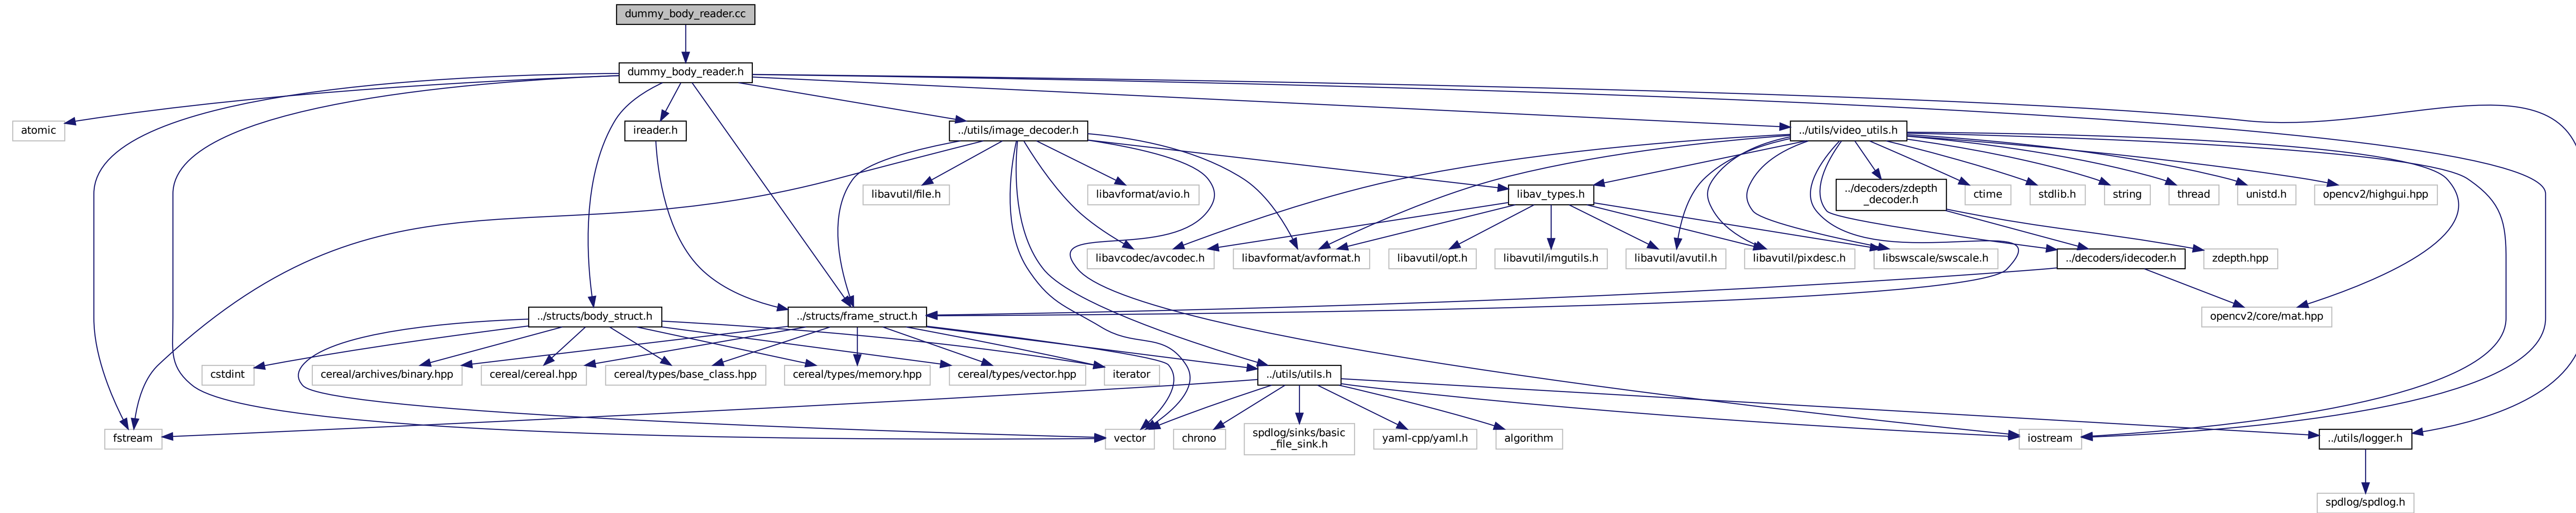 dummy_body_reader.cc
dummy_body_reader.h
atomic
ireader.h
../utils/image_decoder.h
../utils/video_utils.h
libavutil/file.h
libavformat/avio.h
libav_types.h
../decoders/zdepth
_decoder.h
ctime
stdlib.h
string
thread
unistd.h
opencv2/highgui.hpp
libavcodec/avcodec.h
libavformat/avformat.h
libavutil/opt.h
libavutil/imgutils.h
libavutil/avutil.h
libavutil/pixdesc.h
libswscale/swscale.h
../decoders/idecoder.h
zdepth.hpp
../structs/body_struct.h
../structs/frame_struct.h
opencv2/core/mat.hpp
cstdint
cereal/archives/binary.hpp
cereal/cereal.hpp
cereal/types/base_class.hpp
cereal/types/memory.hpp
cereal/types/vector.hpp
iterator
../utils/utils.h
fstream
vector
chrono
spdlog/sinks/basic
_file_sink.h
yaml-cpp/yaml.h
algorithm
iostream
../utils/logger.h
spdlog/spdlog.h